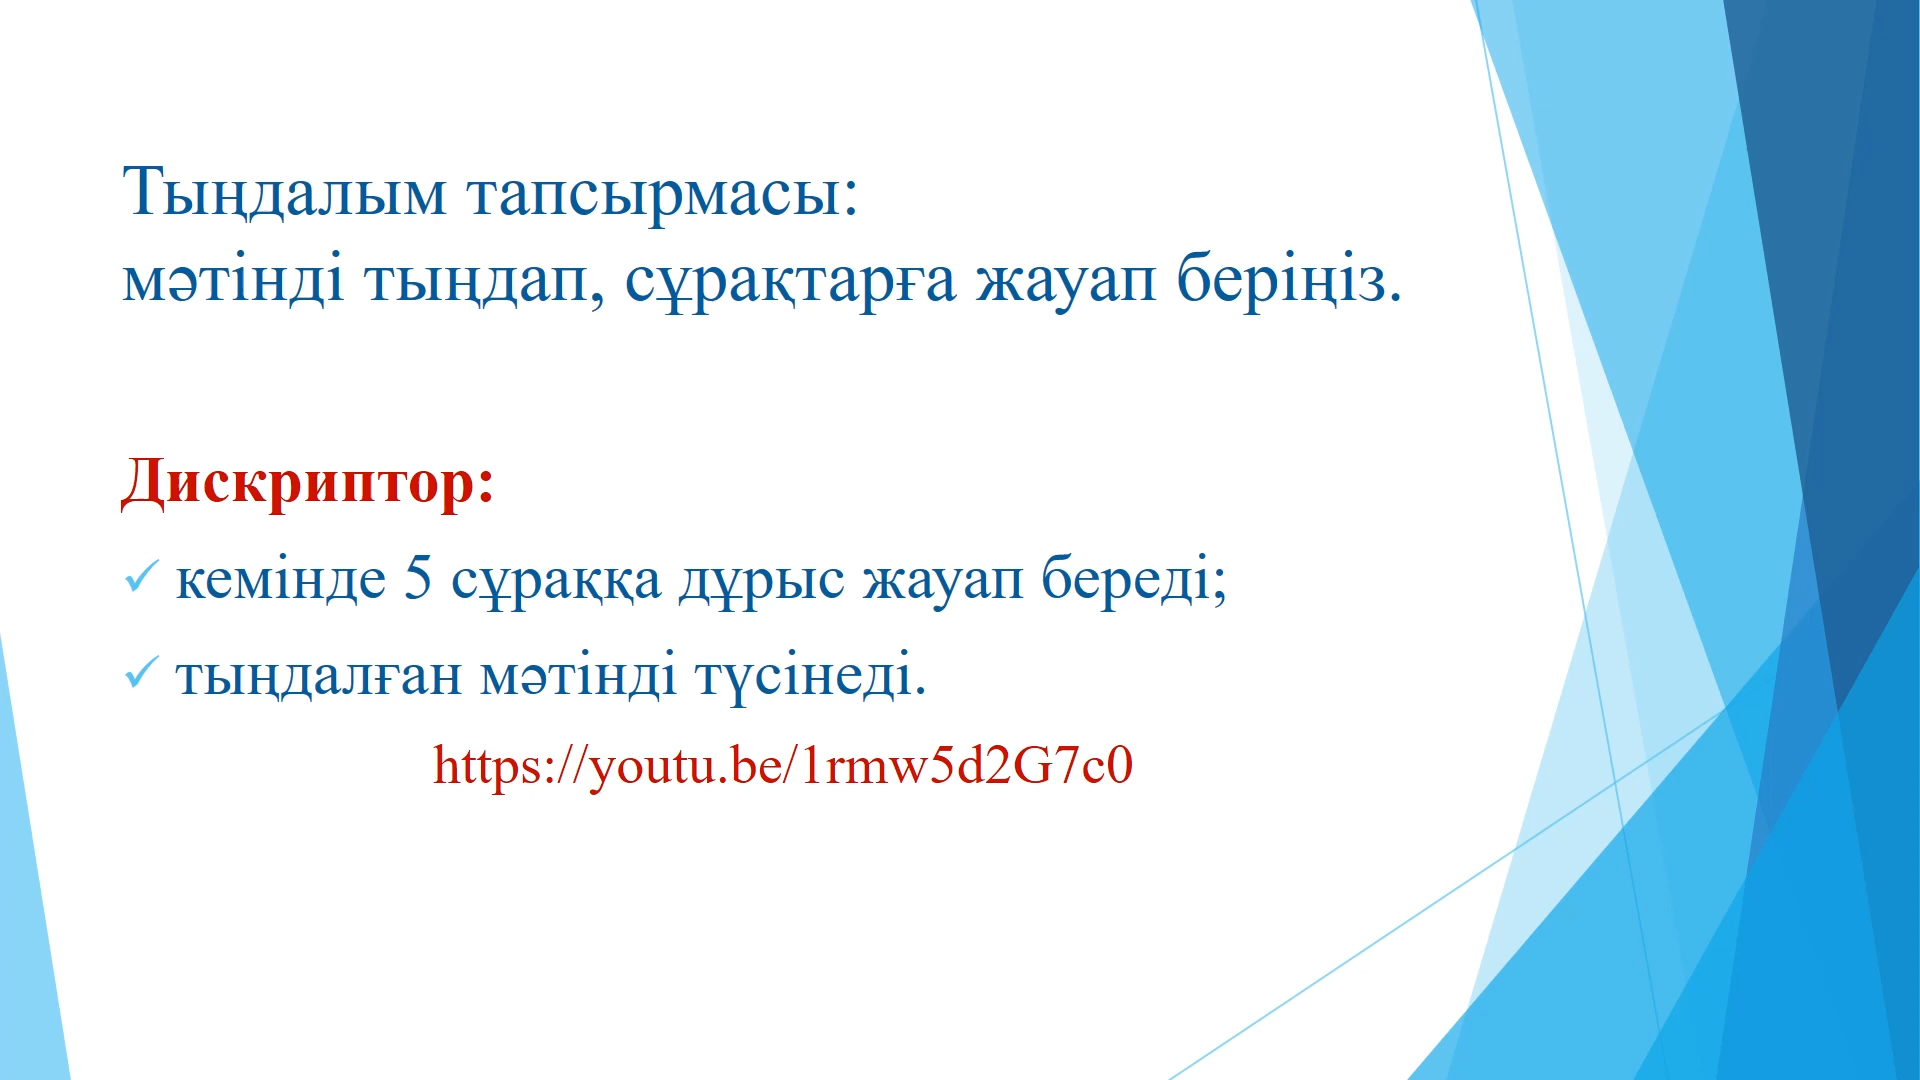 Тыңдалым тапсырмасы:
мәтінді тыңдап, сұрақтарға жауап беріңіз.
Дискриптор:
✓ кемінде 5 сұраққа дұрыс жауап береді;
✓ тыңдалған мәтінді түсінеді.
https://youtu.be/1rmw5d2G7c0